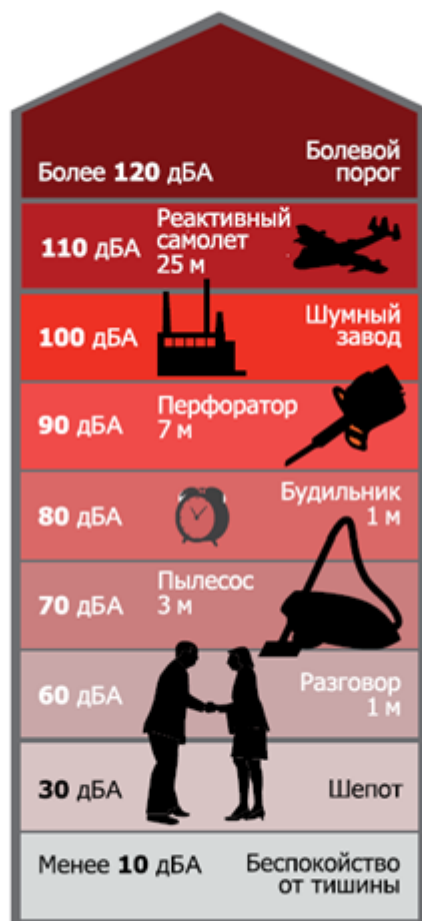 Более 120 дБА
Болевой
порог
110 дБА
Реактивный
самолет
25 м
100 дБА
Шумный
завод
90 дБА
Перфоратор
7 м
80 дБА
Будильник
1 м
70 дБА
Пылесос
3 м
60 дБА
Разговор
1 м
30 дБА
Шепот
Менее 10 дБА
Беспокойство
от тишины